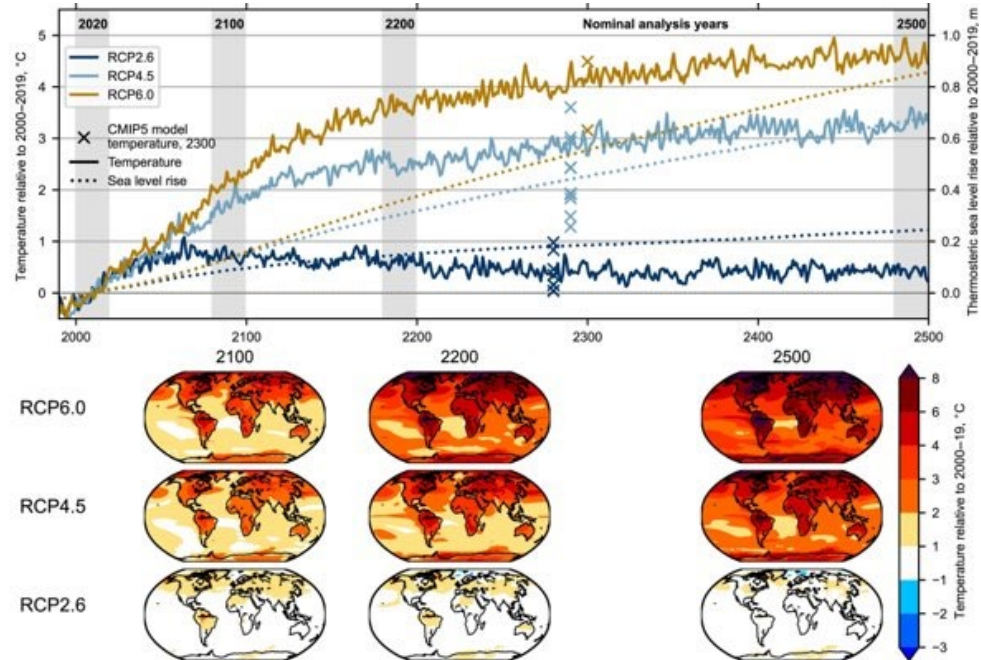 2020
2100
2200
Nominal analysis years
2500
Temperature relative to 2000–2019, °C
5
4
3
2
1
0
RCP2.6
RCP4.5
RCP6.0
CMIP5 model
temperature, 2300
Temperature
Sea level rise
1.0
0.8
0.6
0.4
0.2
0.0
Thermosteric sea level rise relative to 2000–2019, m
2000
2100
2200
2300
2400
2500
2100
2200
2500
RCP6.0
RCP4.5
RCP2.6
8
6
4
3
2
1
−1
−2
−3
Temperature relative to 2000–19, °C